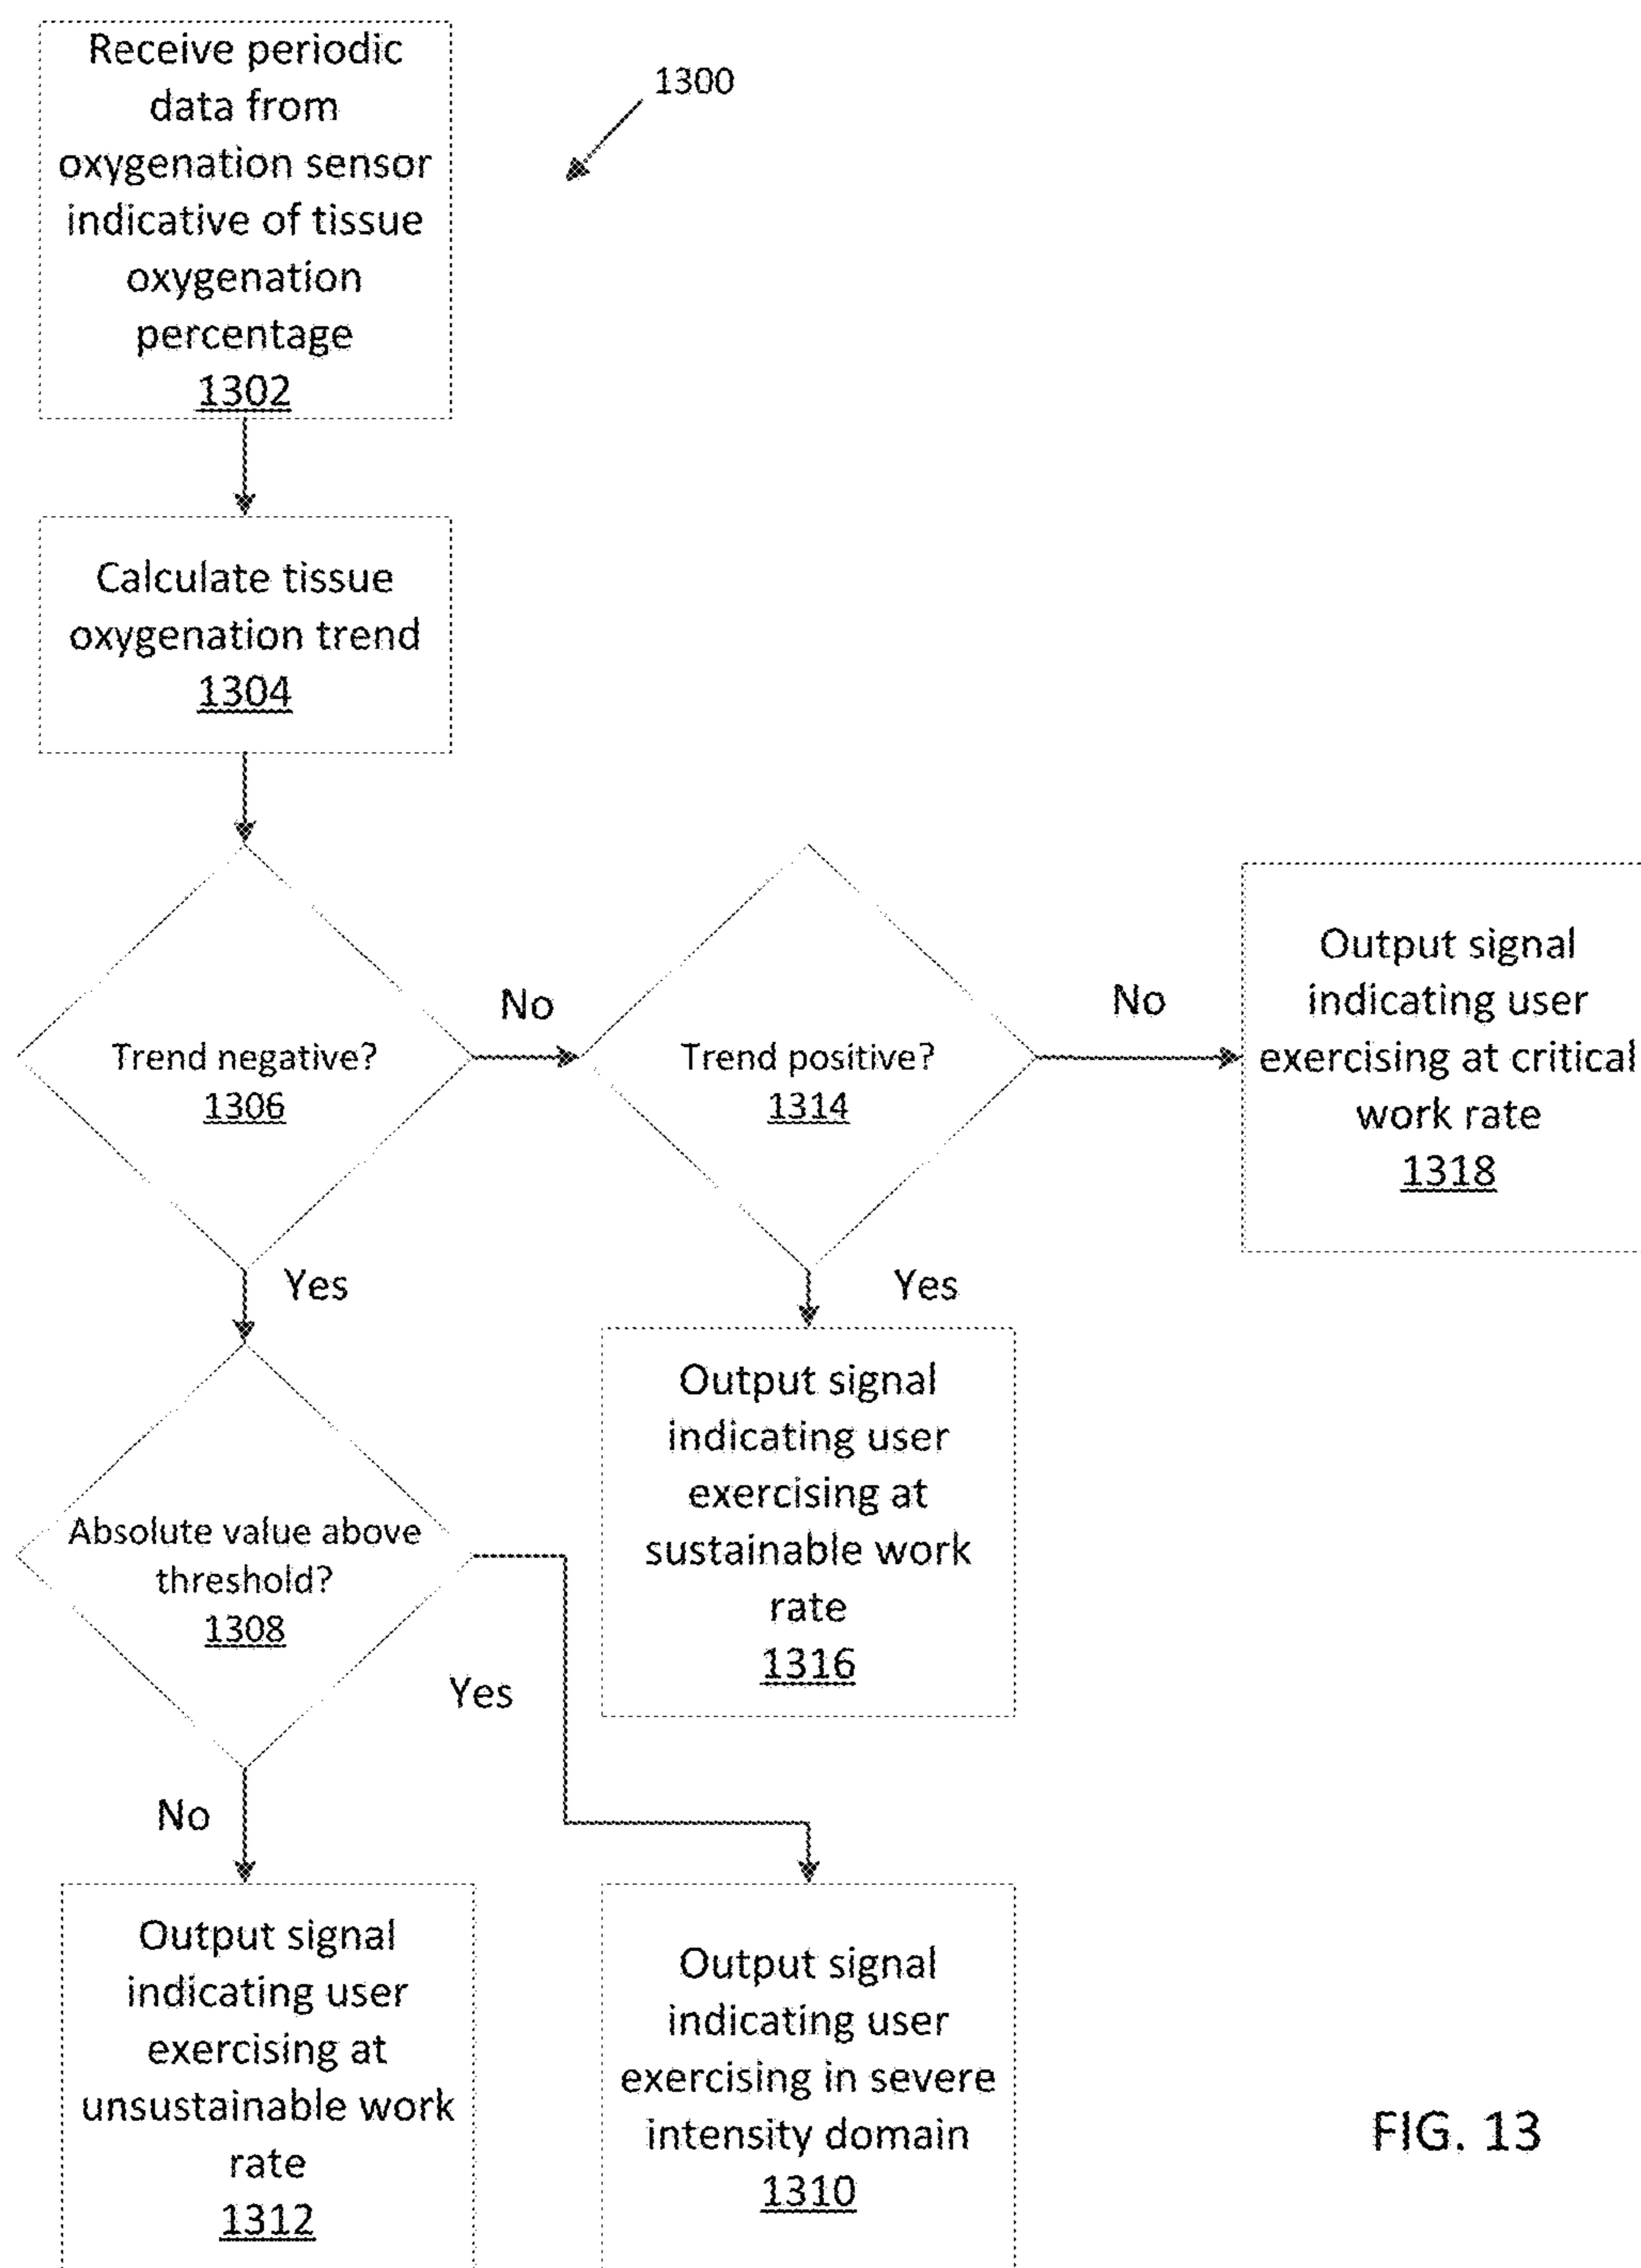 Receive periodic
data from
oxygenation sensor
indicative of tissue
oxygenation
percentage
1302
1300
Calculate tissue
oxygenation trend
1304
Trend negative?
1306
No
Trend positive?
1314
No
Output signal
indicating user
exercising at critical
work rate
1318
Yes
Yes
Absolute value above
threshold?
1308
Output signal
indicating user
exercising at
sustainable work
rate
1316
Yes
No
Output signal
indicating user
exercising at
unsustainable work
rate
1312
Output signal
indicating user
exercising in severe
intensity domain
1310
FIG. 13